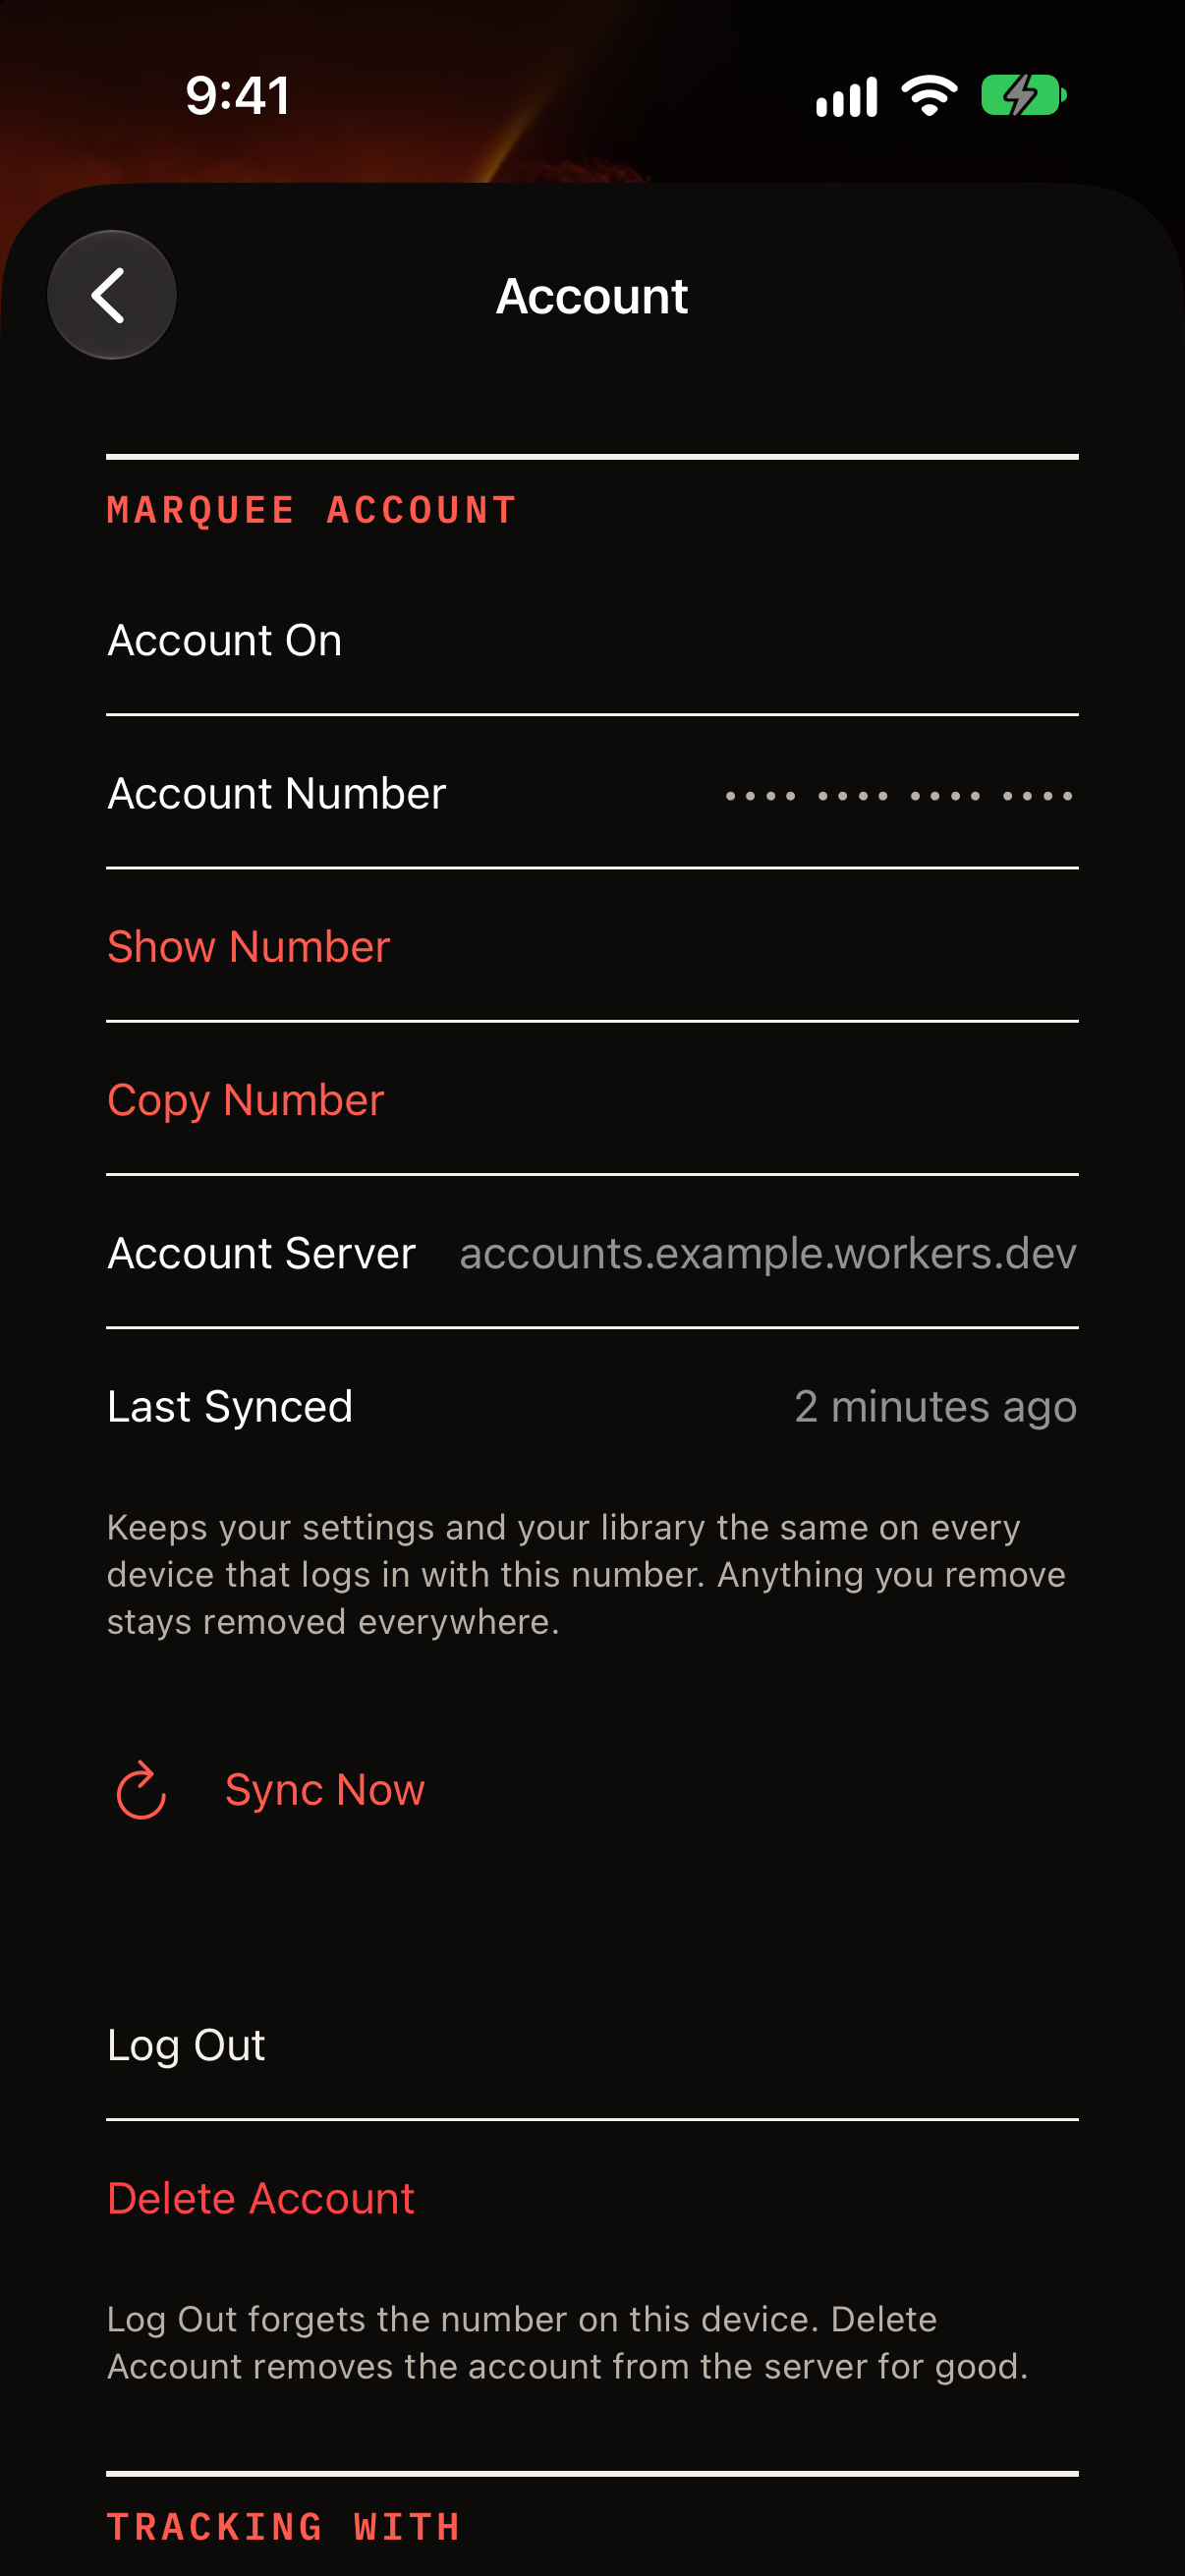 9:41
Account
MARQUEE ACCOUNT
Account On
Account Number •••• •••• •••• ••••
Show Number
Copy Number
Account Server accounts.example.workers.dev
Last Synced 2 minutes ago
Keeps your settings and your library the same on every
device that logs in with this number. Anything you remove
stays removed everywhere.
Sync Now
Log Out
Delete Account
Log Out forgets the number on this device. Delete
Account removes the account from the server for good.
TRACKING WITH